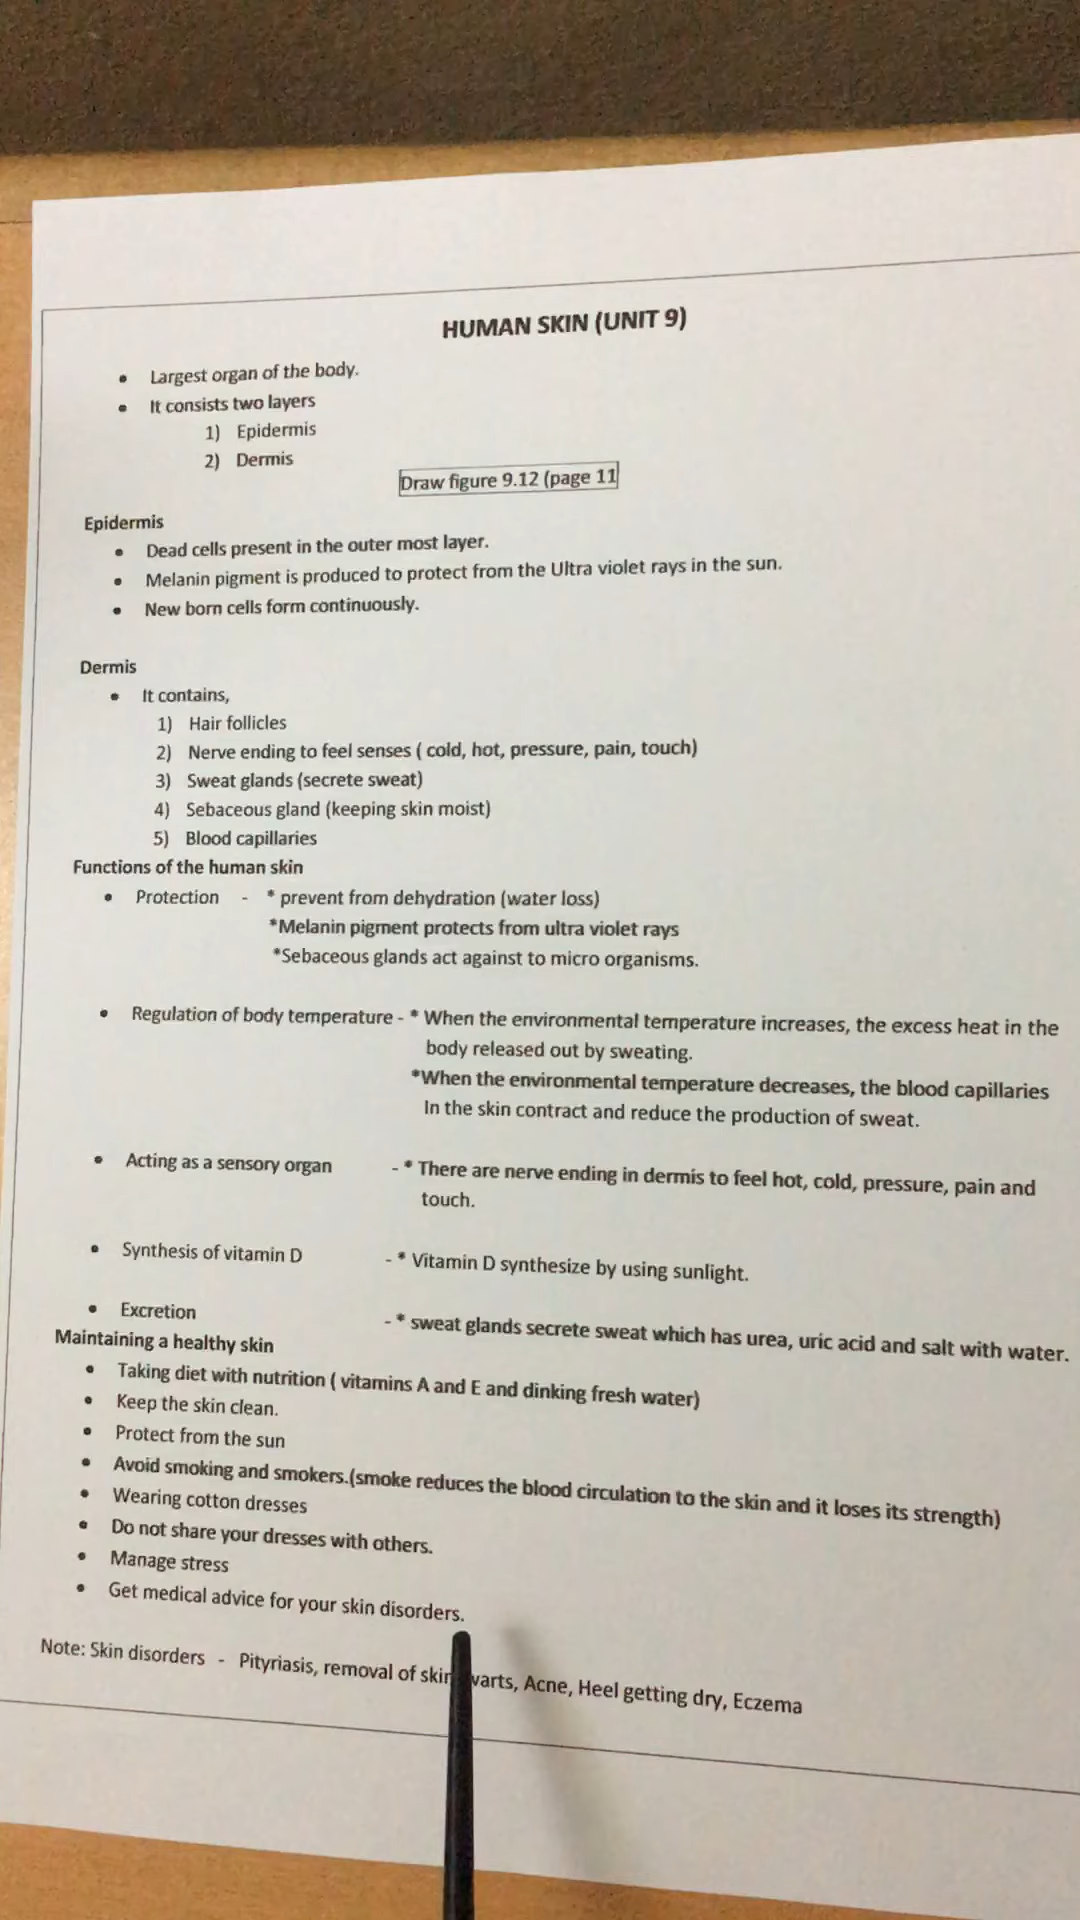 HUMAN SKIN (UNIT 9)
• Largest organ of the body.
• It consists two layers
1) Epidermis
2) Dermis
Draw figure 9.12 (page 11
Epidermis
• Dead cells present in the outer most layer.
• Melanin pigment is produced to protect from the Ultra violet rays in the sun.
• New born cells form continuously.
Dermis
• It contains,
1) Hair follicles
2) Nerve ending to feel senses ( cold, hot, pressure, pain, touch)
3) Sweat glands (secrete sweat)
4) Sebaceous gland (keeping skin moist)
5) Blood capillaries
Functions of the human skin
• Protection - * prevent from dehydration (water loss)
*Melanin pigment protects from ultra violet rays
*Sebaceous glands act against to micro organisms.
• Regulation of body temperature - * When the environmental temperature increases, the excess heat in the
body released out by sweating.
*When the environmental temperature decreases, the blood capillaries
In the skin contract and reduce the production of sweat.
• Acting as a sensory organ - * There are nerve ending in dermis to feel hot, cold, pressure, pain and
touch.
• Synthesis of vitamin D - * Vitamin D synthesize by using sunlight.
• Excretion - * sweat glands secrete sweat which has urea, uric acid and salt with water.
Maintaining a healthy skin
• Taking diet with nutrition ( vitamins A and E and dinking fresh water)
• Keep the skin clean.
• Protect from the sun
• Avoid smoking and smokers.(smoke reduces the blood circulation to the skin and it loses its strength)
• Wearing cotton dresses
• Do not share your dresses with others.
• Manage stress
• Get medical advice for your skin disorders.
Note: Skin disorders - Pityriasis, removal of skin warts, Acne, Heel getting dry, Eczema